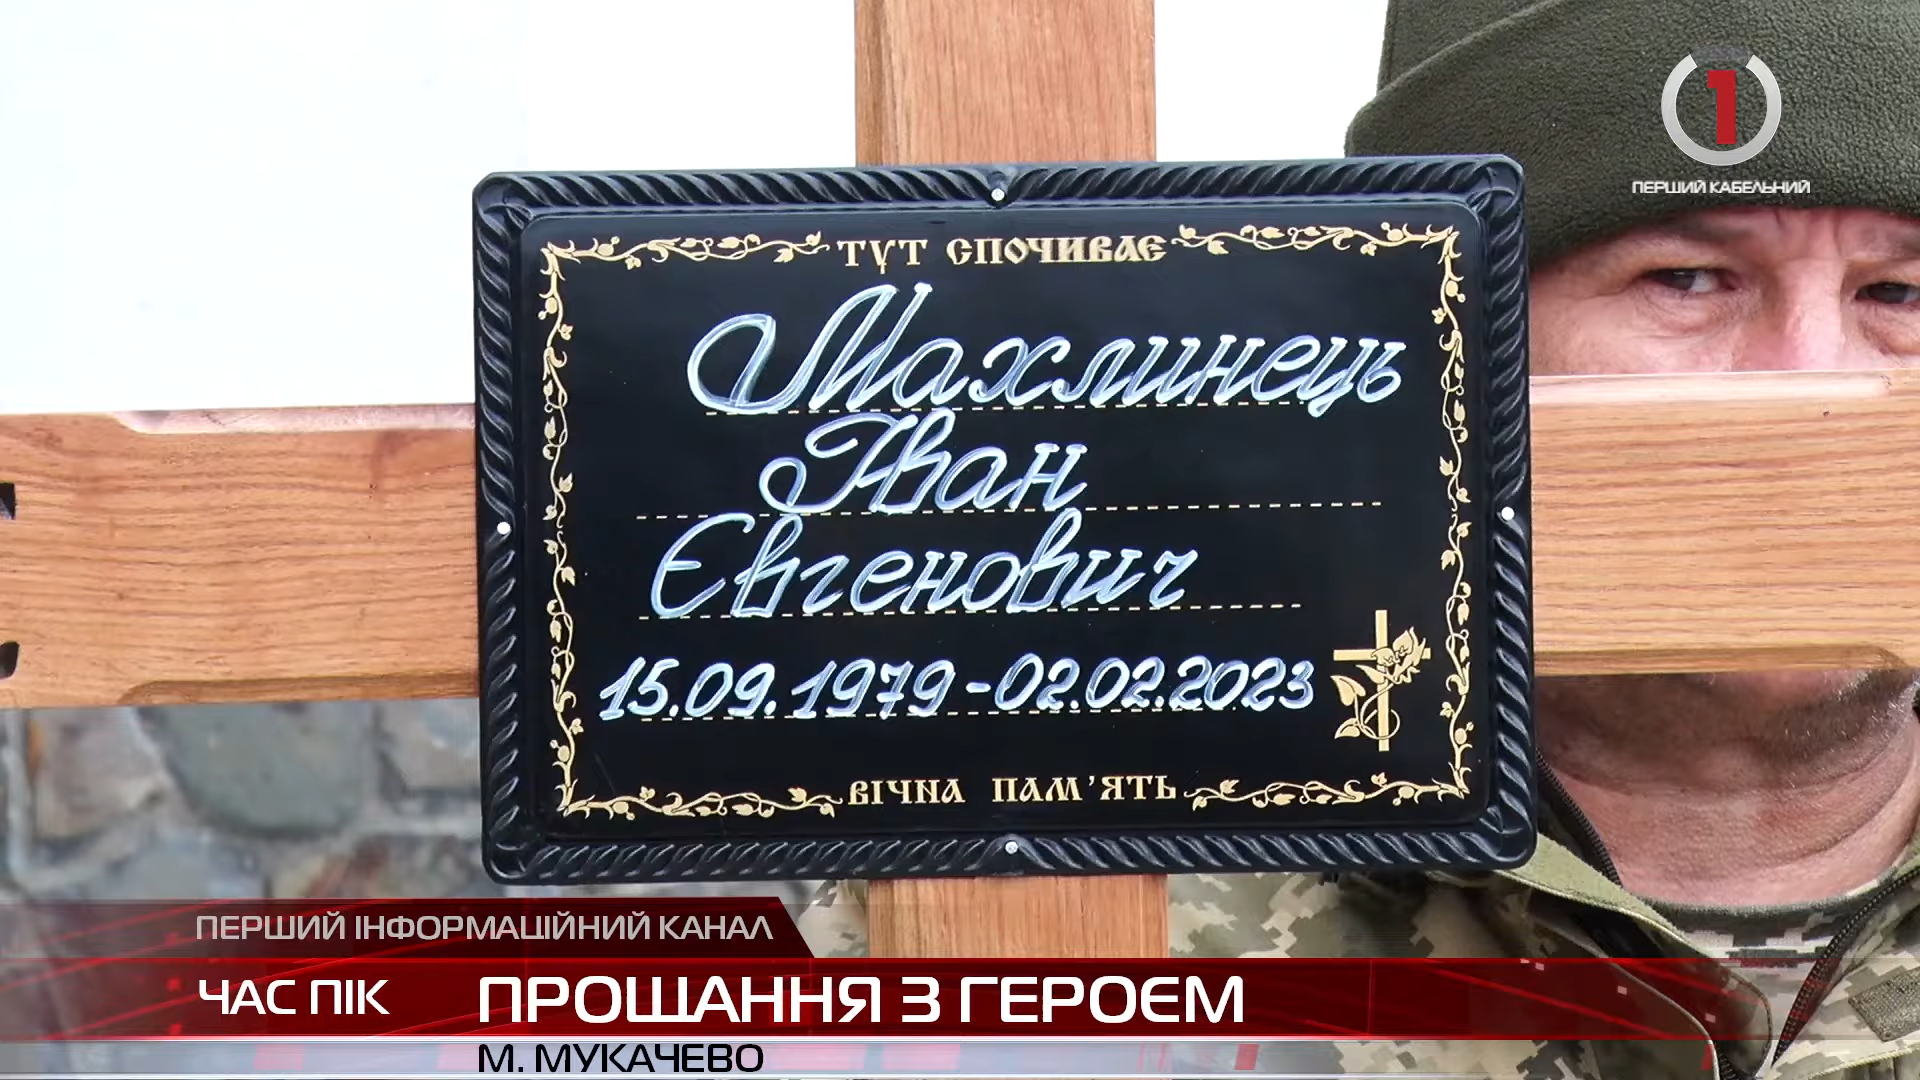 ПЕРШИЙ КАБЕЛЬНИЙ
ТУТ СПОЧИВАЄ
Махлинець
Іван
Євгенович
15.09.1979-02.02.2023
ВІЧНА ПАМ'ЯТЬ
ПЕРШИЙ ІНФОРМАЦІЙНИЙ КАНАЛ
ЧАС ПІК
ПРОЩАННЯ З ГЕРОЄМ
М. МУКАЧЕВО